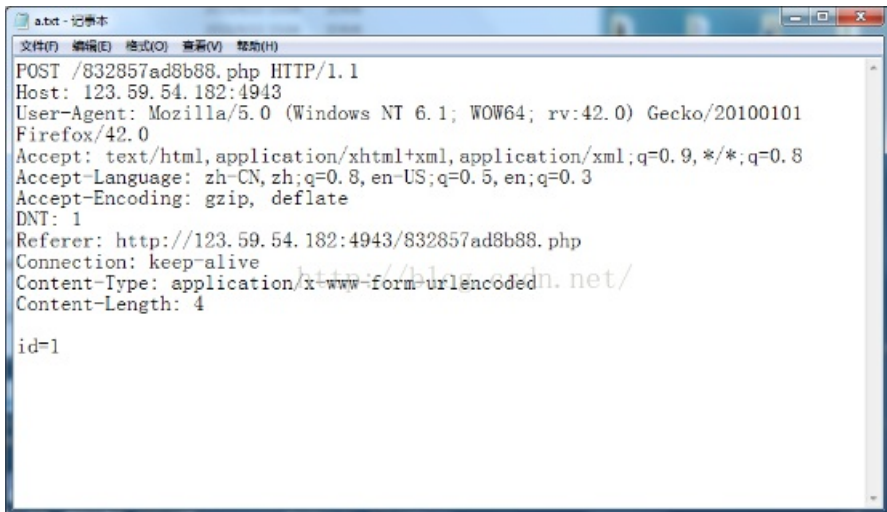 a.txt - 记事本
文件(F) 编辑(E) 格式(O) 查看(V) 帮助(H)
POST /832857ad8b88.php HTTP/1.1
Host: 123.59.54.182:4943
User-Agent: Mozilla/5.0 (Windows NT 6.1; WOW64; rv:42.0) Gecko/20100101
Firefox/42.0
Accept: text/html,application/xhtml+xml,application/xml;q=0.9,*/*;q=0.8
Accept-Language: zh-CN,zh;q=0.8,en-US;q=0.5,en;q=0.3
Accept-Encoding: gzip, deflate
DNT: 1
Referer: http://123.59.54.182:4943/832857ad8b88.php
Connection: keep-alive
http://blog.csdn.net/
Content-Type: application/x-www-form-urlencoded
Content-Length: 4
id=1